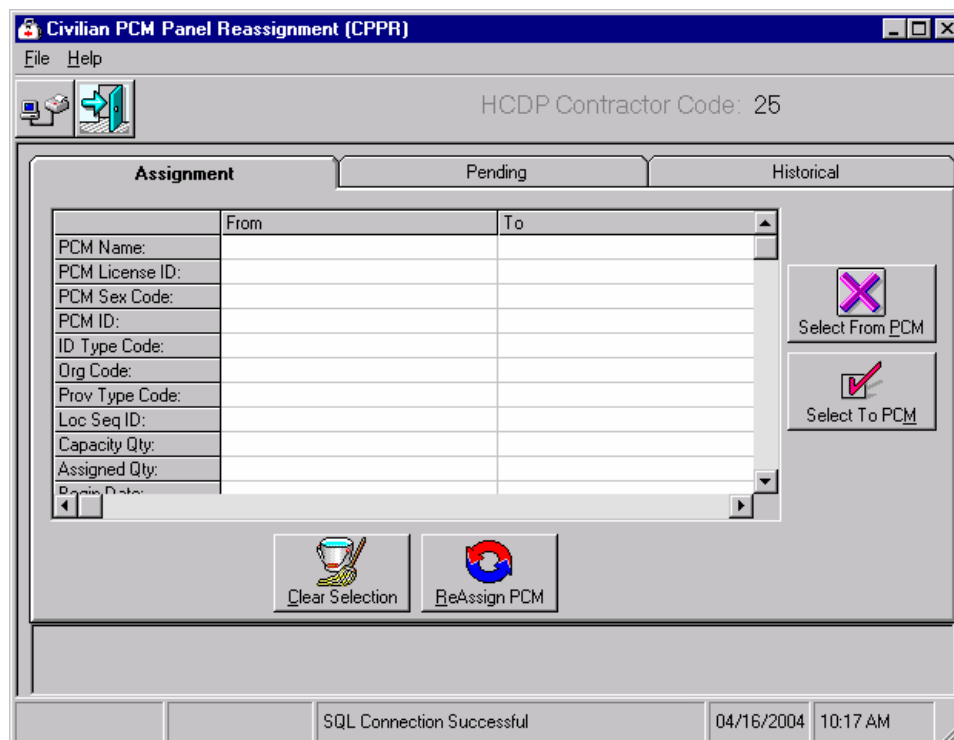 Civilian PCM Panel Reassignment (CPPR)
File Help
HCDP Contractor Code: 25
Assignment Pending Historical
From To
PCM Name:
PCM License ID:
PCM Sex Code:
PCM ID:
ID Type Code:
Org Code:
Prov Type Code:
Loc Seq ID:
Capacity Qty:
Assigned Qty:
Begin Date:
Select From PCM
Select To PCM
Clear Selection ReAssign PCM
SQL Connection Successful 04/16/2004 10:17 AM